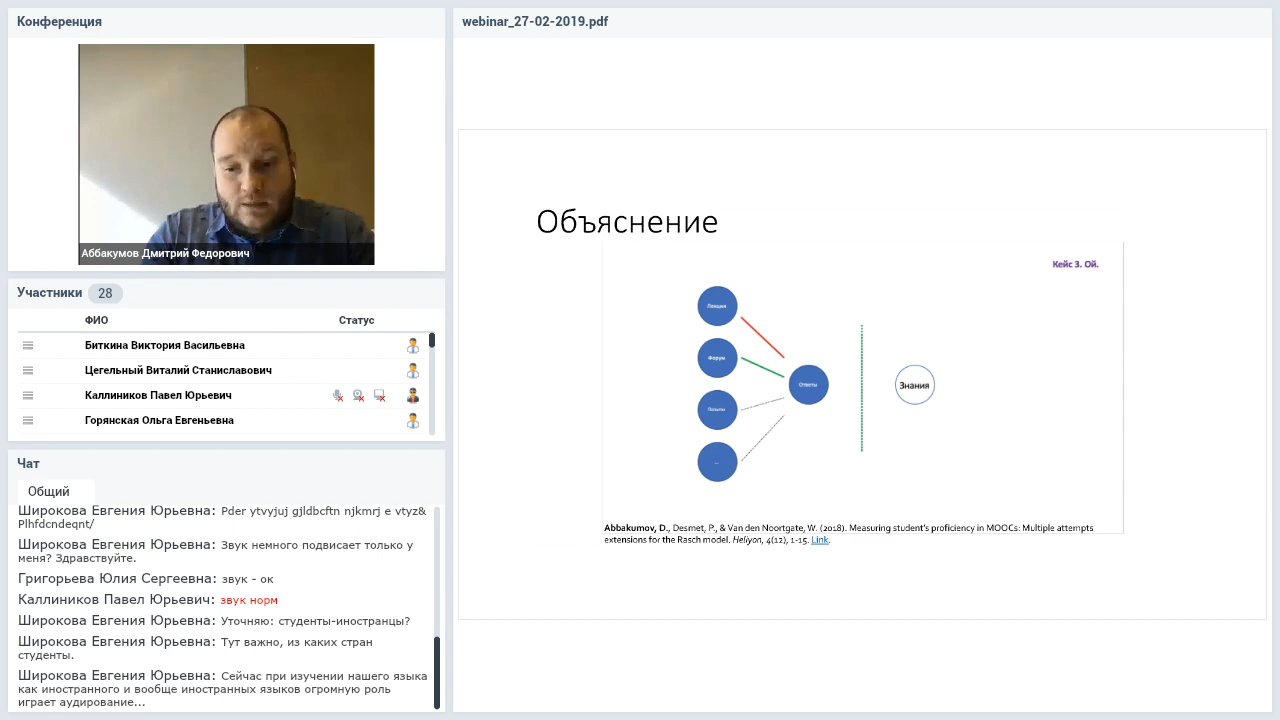 Конференция
Аббакумов Дмитрий Федорович
Участники 28
ФИО Статус
Биткина Виктория Васильевна
Цегельный Виталий Станиславович
Каллиников Павел Юрьевич
Горянская Ольга Евгеньевна
Чат
Общий
Широкова Евгения Юрьевна: Pder ytvyjuj gjldbcftn njkmrj e vtyz&
Plhfdcndeqnt/
Широкова Евгения Юрьевна: Звук немного подвисает только у
меня? Здравствуйте.
Григорьева Юлия Сергеевна: звук - ок
Каллиников Павел Юрьевич: звук норм
Широкова Евгения Юрьевна: Уточняю: студенты-иностранцы?
Широкова Евгения Юрьевна: Тут важно, из каких стран
студенты.
Широкова Евгения Юрьевна: Сейчас при изучении нашего языка
как иностранного и вообще иностранных языков огромную роль
играет аудирование...
webinar_27-02-2019.pdf
Объяснение
Кейс 3. Ой.
Лекции
Форум
Попытки
...
Ответы
Знания
Abbakumov, D., Desmet, P., & Van den Noortgate, W. (2018). Measuring student's proficiency in MOOCs: Multiple attempts
extensions for the Rasch model. Heliyon, 4(12), 1-15. Link.